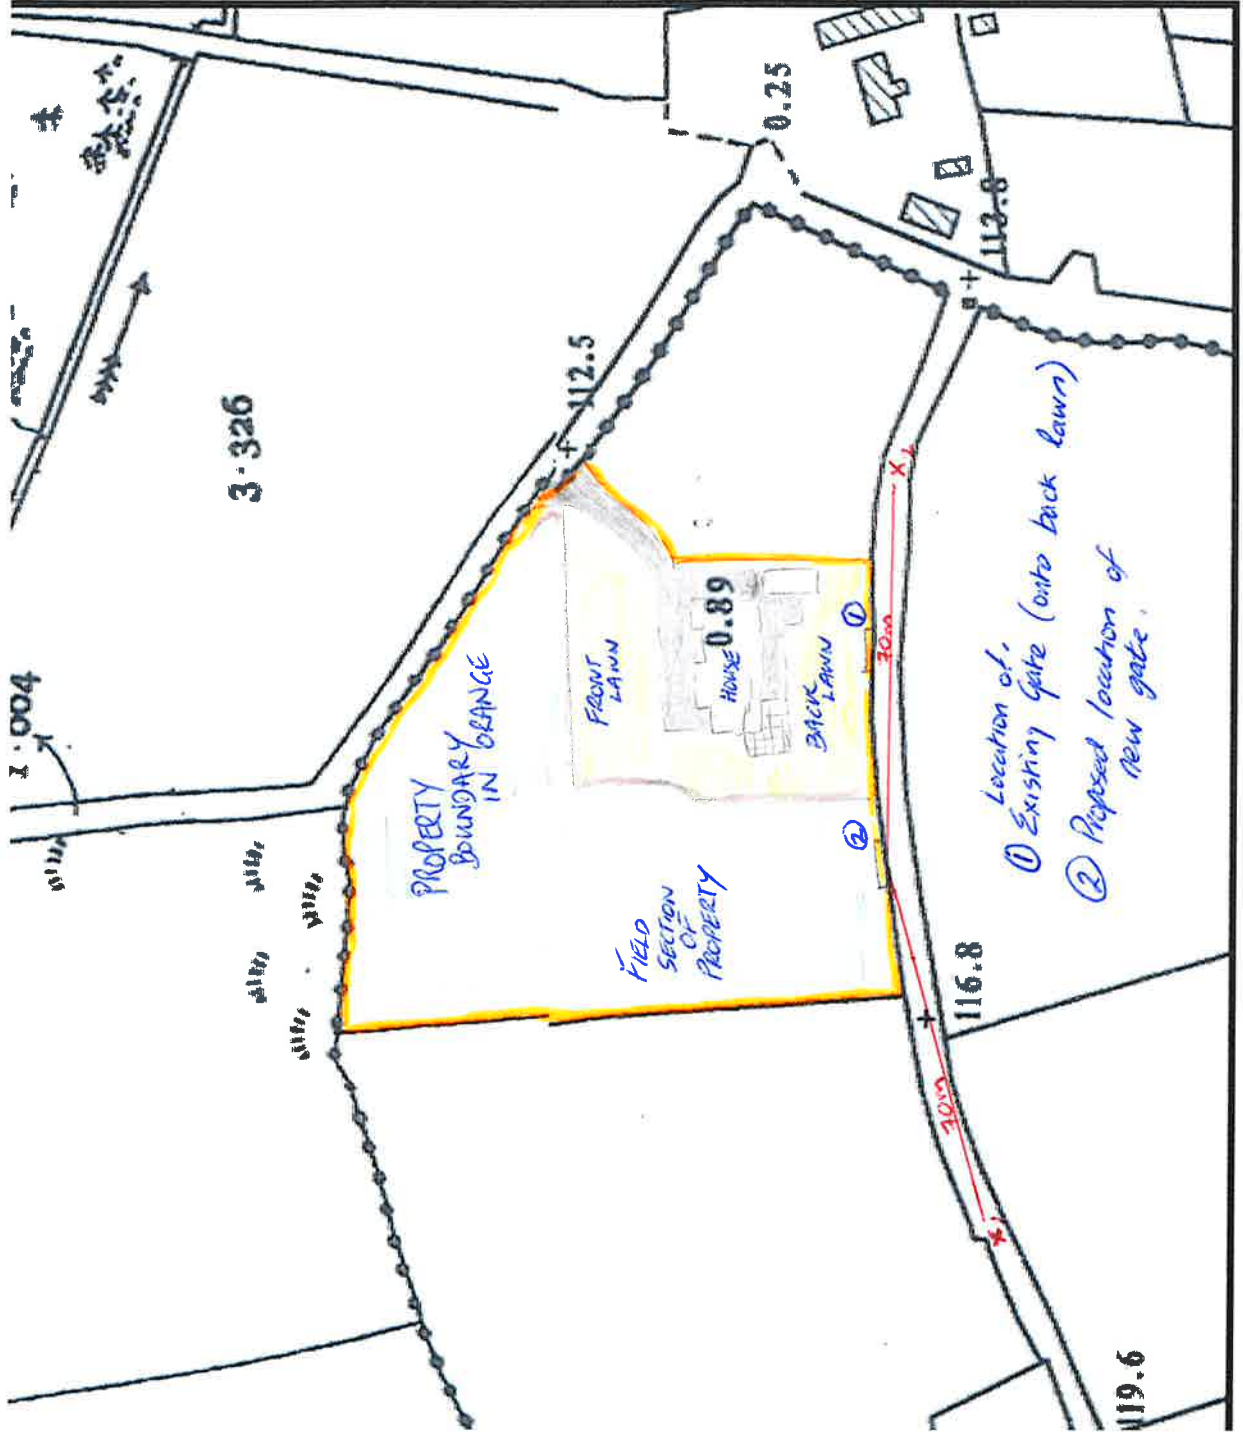 1·004
3·326
PROPERTY
BOUNDARY
IN ORANGE
112.5
FRONT
LAWN
FIELD
SECTION
OF
PROPERTY
HOUSE
0.89
0.25
BACK
LAWN
①
②
70m
70m
113.8
116.8
Location of.
① Existing Gate (onto back lawn)
② Proposed location of
new gate.
119.6